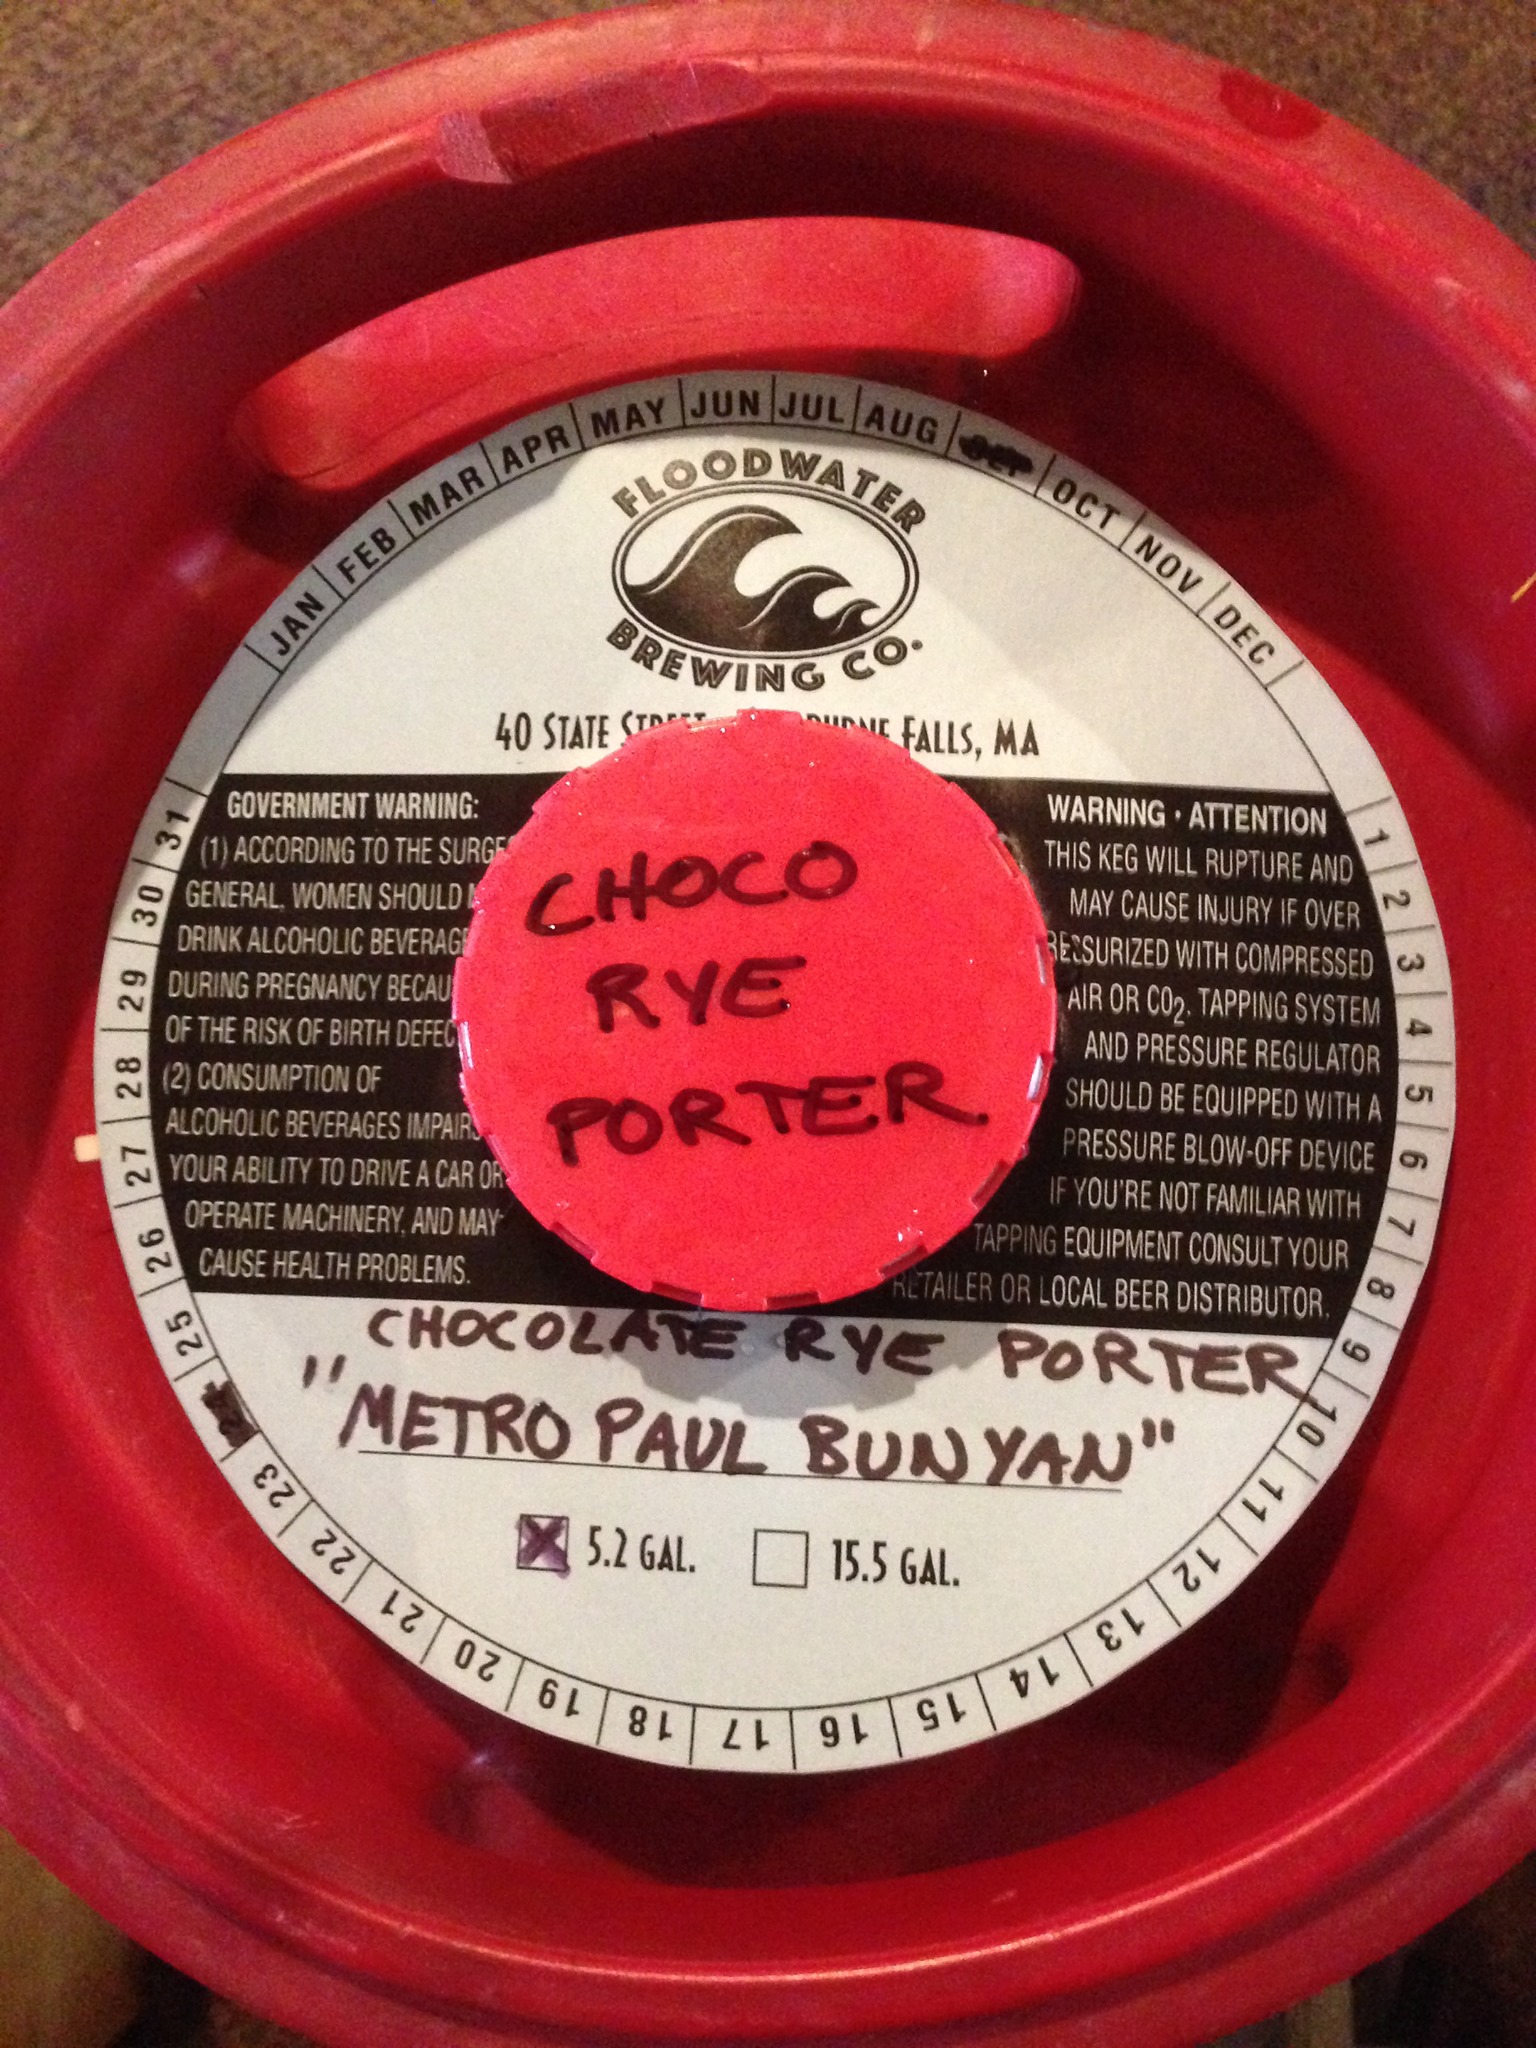 JAN FEB MAR APR MAY JUN JUL AUG SEP OCT NOV DEC
FLOODWATER
BREWING CO.
40 STATE FALLS, MA
GOVERNMENT WARNING:
(1) ACCORDING TO THE
GENERAL, WOMEN SHOULD
DRINK ALCOHOLIC
DURING PREGNANCY
OF THE RISK OF BIRTH
(2) CONSUMPTION OF
ALCOHOLIC BEVERAGES
YOUR ABILITY TO DRIVE A CAR OR
OPERATE MACHINERY, AND MAY
CAUSE HEALTH PROBLEMS.
CHOCO
RYE
PORTER.
WARNING · ATTENTION
THIS KEG WILL RUPTURE AND
MAY CAUSE INJURY IF OVER
WITH COMPRESSED
AIR OR CO2. TAPPING SYSTEM
AND PRESSURE REGULATOR
SHOULD BE EQUIPPED WITH A
PRESSURE BLOW-OFF DEVICE
IF YOU'RE NOT FAMILIAR WITH
TAPPING EQUIPMENT CONSULT YOUR
RETAILER OR LOCAL BEER DISTRIBUTOR.
CHOCOLATE RYE PORTER
"METRO PAUL BUNYAN"
5.2 GAL. 15.5 GAL.
1 2 3 4 5 6 7 8 9 10 11 12 13 14 15 16 17 18 19 20 21 22 23 25 26 27 28 29 30 31